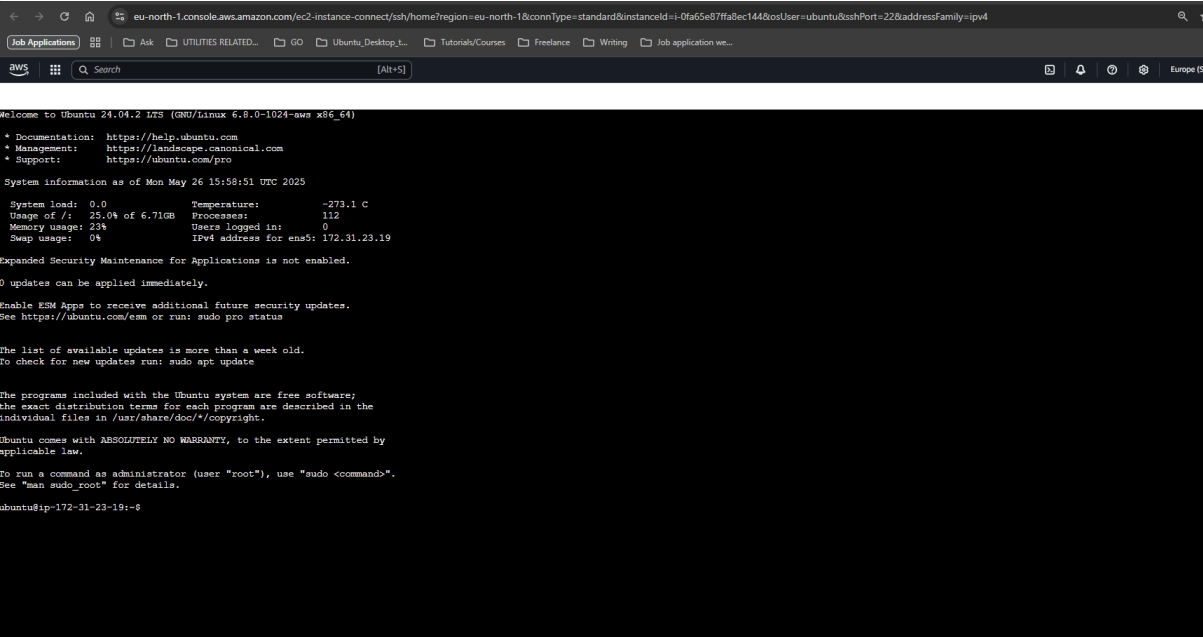 eu-north-1.console.aws.amazon.com/ec2-instance-connect/ssh/home?region=eu-north-1&connType=standard&instanceId=i-0fa65e87ffa8ec144&osUser=ubuntu&sshPort=22&addressFamily=ipv4
Job Applications Ask UTILITIES RELATED... GO Ubuntu_Desktop_t... Tutorials/Courses Freelance Writing Job application we...
aws Search [Alt+S] Europe (S
Welcome to Ubuntu 24.04.2 LTS (GNU/Linux 6.8.0-1024-aws x86_64)
* Documentation: https://help.ubuntu.com
* Management: https://landscape.canonical.com
* Support: https://ubuntu.com/pro
System information as of Mon May 26 15:58:51 UTC 2025
System load: 0.0 Temperature: -273.1 C
Usage of /: 25.0% of 6.71GB Processes: 112
Memory usage: 23% Users logged in: 0
Swap usage: 0% IPv4 address for ens5: 172.31.23.19
Expanded Security Maintenance for Applications is not enabled.
0 updates can be applied immediately.
Enable ESM Apps to receive additional future security updates.
See https://ubuntu.com/esm or run: sudo pro status
The list of available updates is more than a week old.
To check for new updates run: sudo apt update
The programs included with the Ubuntu system are free software;
the exact distribution terms for each program are described in the
individual files in /usr/share/doc/*/copyright.
Ubuntu comes with ABSOLUTELY NO WARRANTY, to the extent permitted by
applicable law.
To run a command as administrator (user "root"), use "sudo <command>".
See "man sudo_root" for details.
ubuntu@ip-172-31-23-19:~$